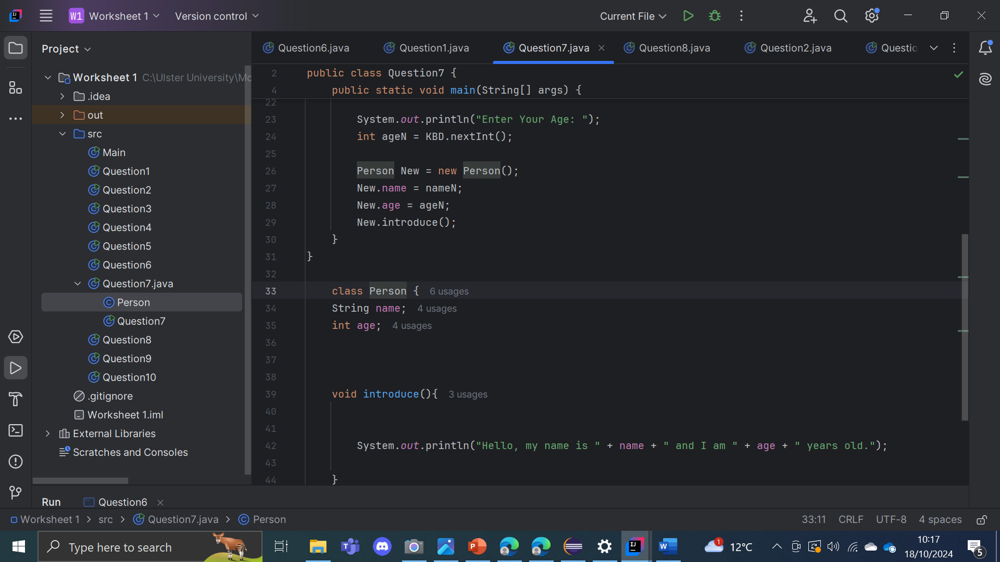 W1 Worksheet 1 Version control Current File
Project
Question6.java Question1.java Question7.java Question8.java Question2.java Questio
Worksheet 1 C:\Ulster University\Mo
.idea
out
src
Main
Question1
Question2
Question3
Question4
Question5
Question6
Question7.java
Person
Question7
Question8
Question9
Question10
.gitignore
Worksheet 1.iml
External Libraries
Scratches and Consoles
2 public class Question7 {
4 public static void main(String[] args) {
22
23 System.out.println("Enter Your Age: ");
24 int ageN = KBD.nextInt();
25
26 Person New = new Person();
27 New.name = nameN;
28 New.age = ageN;
29 New.introduce();
30 }
31 }
32
33 class Person { 6 usages
34 String name; 4 usages
35 int age; 4 usages
36
37
38
39 void introduce(){ 3 usages
40
41
42 System.out.println("Hello, my name is " + name + " and I am " + age + " years old.");
43
44 }
Run Question6
Worksheet 1 > src > Question7.java > Person 33:11 CRLF UTF-8 4 spaces
Type here to search 1 12°C 10:17
18/10/2024 5